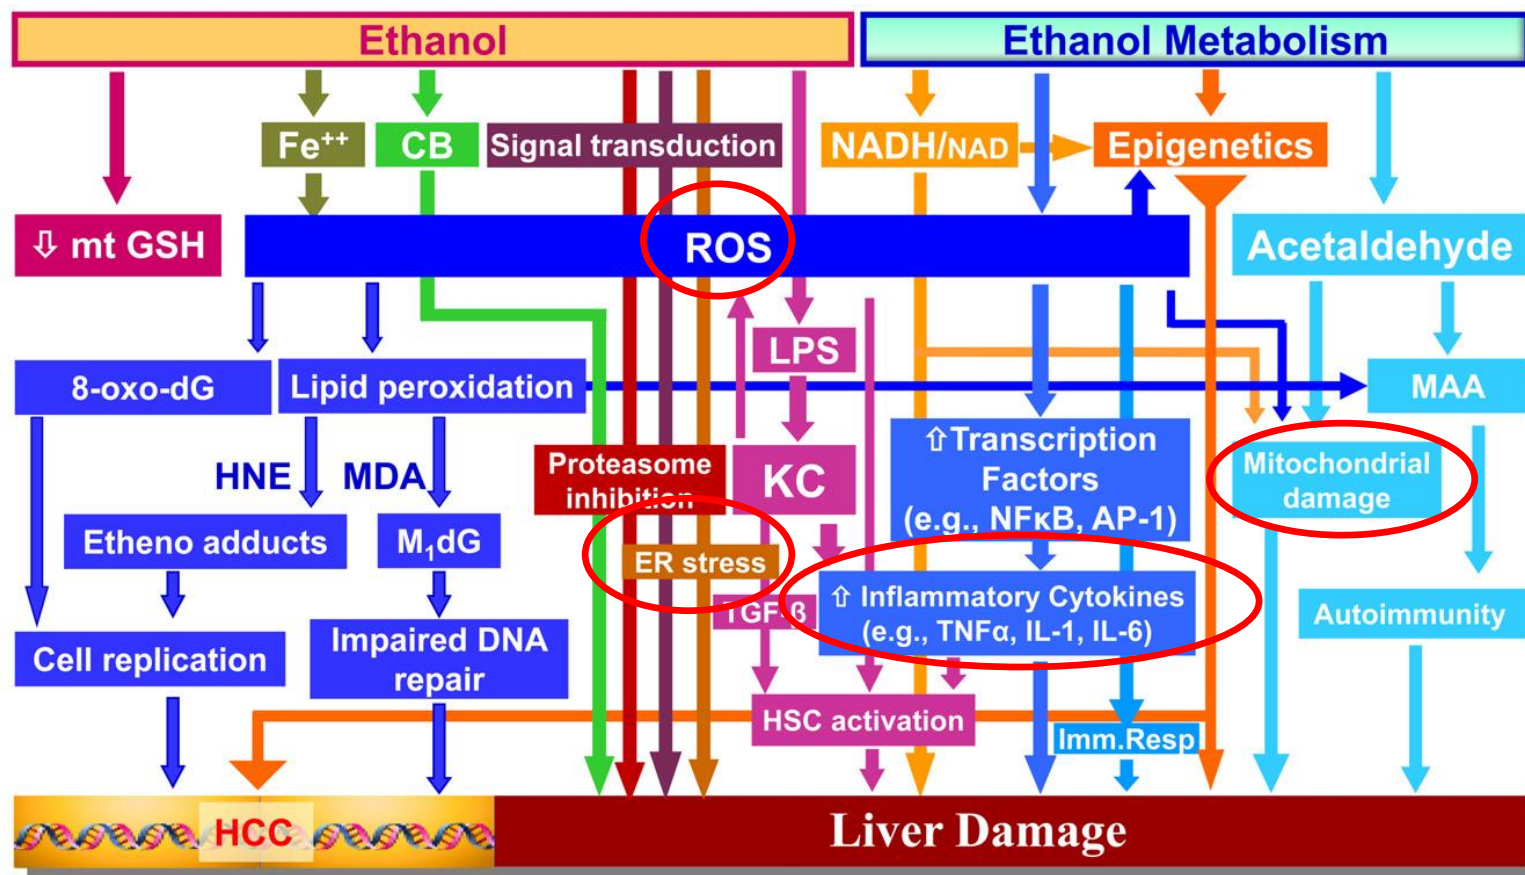 Ethanol
Ethanol Metabolism
Fe++
CB
Signal transduction
NADH/NAD
Epigenetics
⇩ mt GSH
ROS
Acetaldehyde
LPS
8-oxo-dG
Lipid peroxidation
MAA
HNE
MDA
Proteasome
inhibition
KC
⇧Transcription
Factors
(e.g., NFκB, AP-1)
Mitochondrial
damage
Etheno adducts
M1dG
ER stress
TGF-β
⇧ Inflammatory Cytokines
(e.g., TNFα, IL-1, IL-6)
Autoimmunity
Cell replication
Impaired DNA
repair
HSC activation
Imm.Resp
HCC
Liver Damage